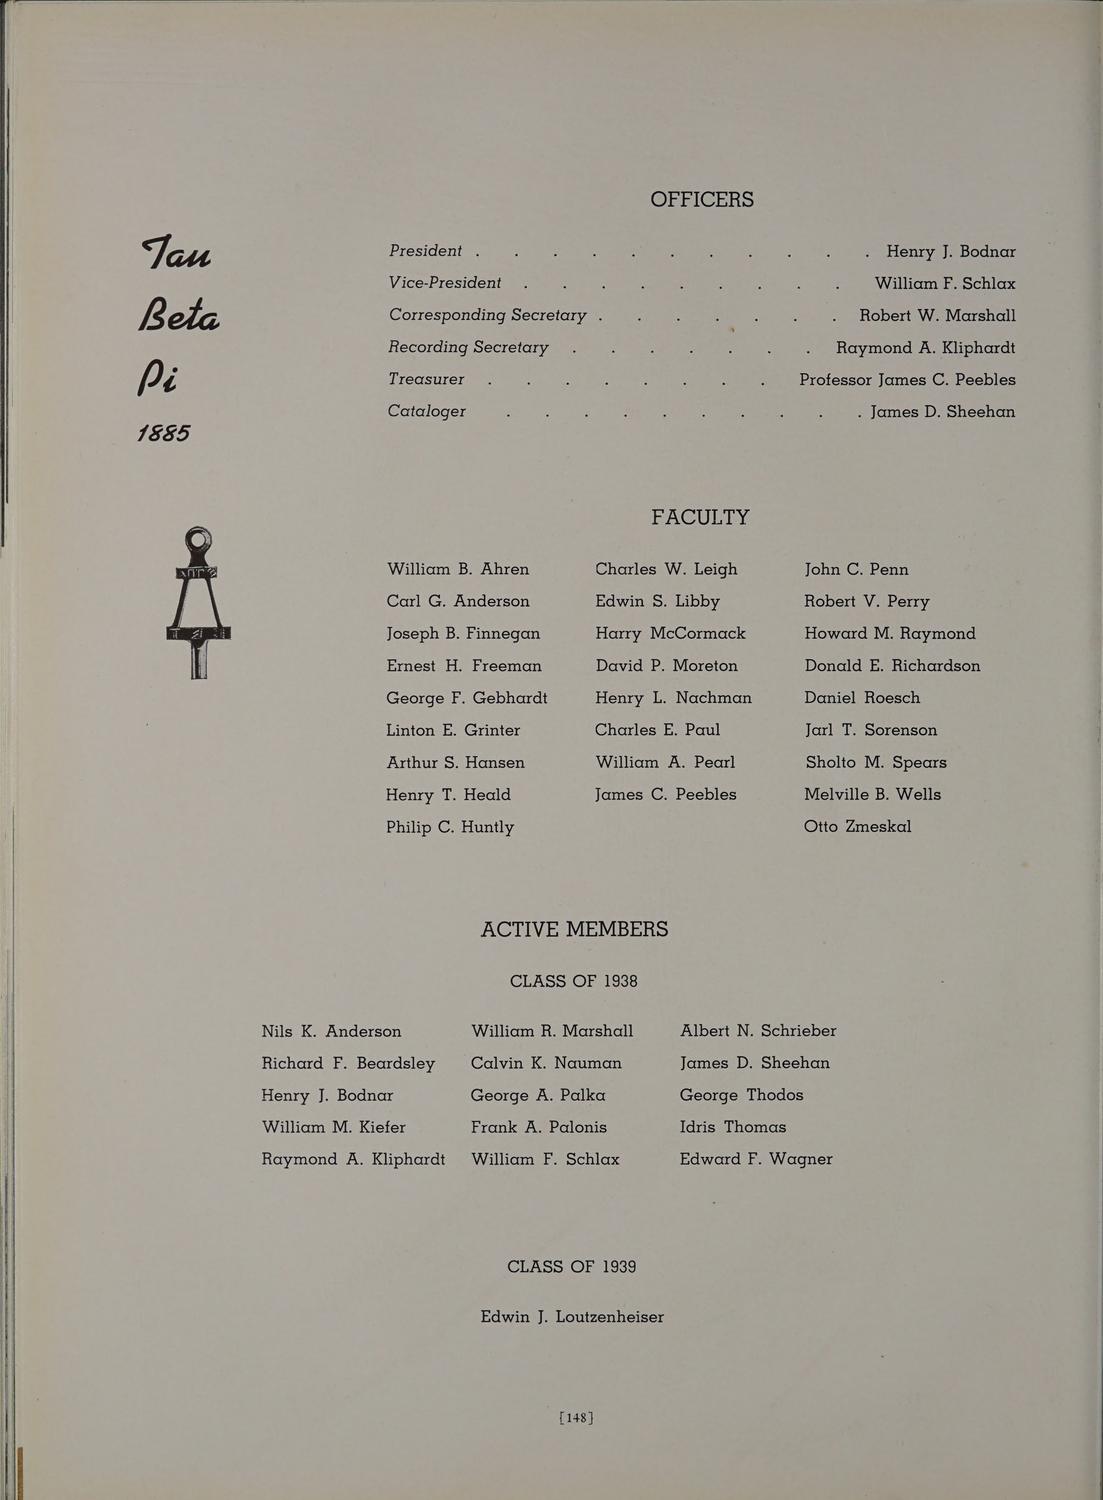 Tau
Beta
Pi
1885
OFFICERS
President . . . . . . . . . . . Henry J. Bodnar
Vice-President . . . . . . . . . William F. Schlax
Corresponding Secretary . . . . . . . Robert W. Marshall
Recording Secretary . . . . . . . Raymond A. Kliphardt
Treasurer . . . . . . . . Professor James C. Peebles
Cataloger . . . . . . . . . . James D. Sheehan
FACULTY
William B. Ahren
Carl G. Anderson
Joseph B. Finnegan
Ernest H. Freeman
George F. Gebhardt
Linton E. Grinter
Arthur S. Hansen
Henry T. Heald
Philip C. Huntly
Charles W. Leigh
Edwin S. Libby
Harry McCormack
David P. Moreton
Henry L. Nachman
Charles E. Paul
William A. Pearl
James C. Peebles
John C. Penn
Robert V. Perry
Howard M. Raymond
Donald E. Richardson
Daniel Roesch
Jarl T. Sorenson
Sholto M. Spears
Melville B. Wells
Otto Zmeskal
ACTIVE MEMBERS
CLASS OF 1938
Nils K. Anderson
Richard F. Beardsley
Henry J. Bodnar
William M. Kiefer
Raymond A. Kliphardt
William R. Marshall
Calvin K. Nauman
George A. Palka
Frank A. Palonis
William F. Schlax
Albert N. Schrieber
James D. Sheehan
George Thodos
Idris Thomas
Edward F. Wagner
CLASS OF 1939
Edwin J. Loutzenheiser
[148]